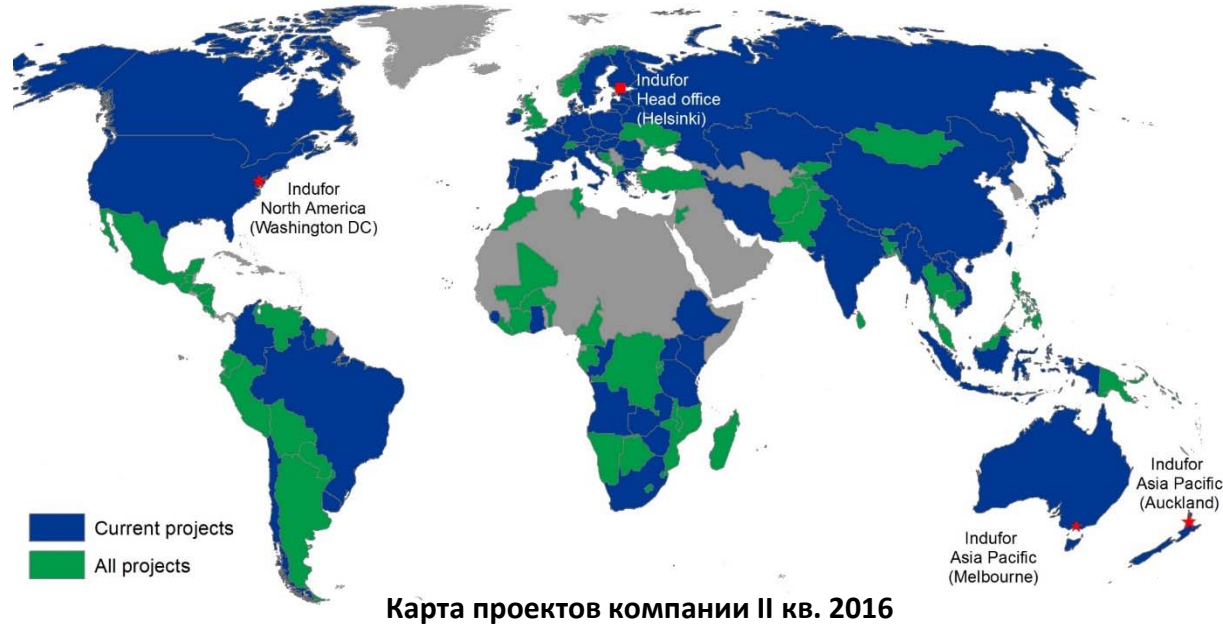 Indufor
Head office
(Helsinki)
Indufor
North America
(Washington DC)
Indufor
Asia Pacific
(Auckland)
Indufor
Asia Pacific
(Melbourne)
Current projects
All projects
Карта проектов компании II кв. 2016